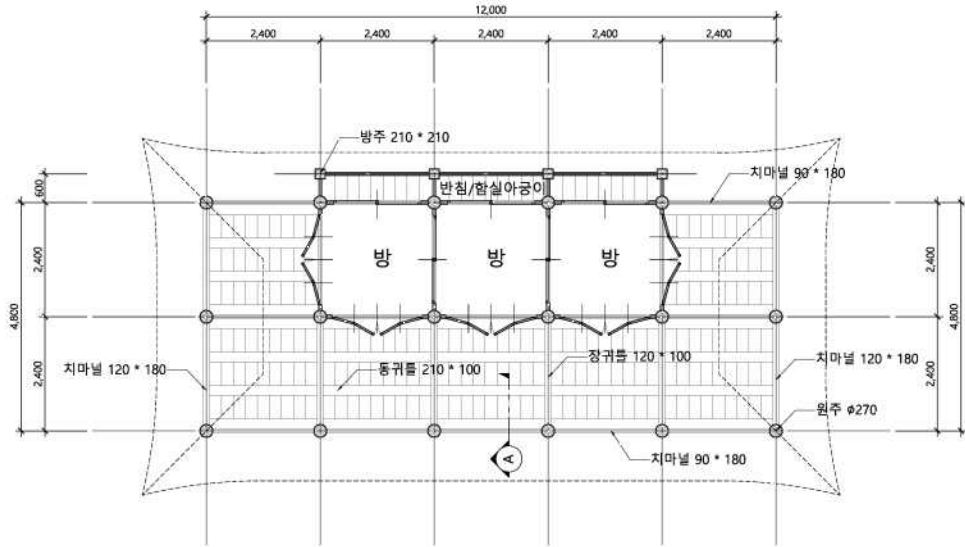 12,000
2,400 2,400 2,400 2,400 2,400
방주 210 * 210
600
반침/함실아궁이
치마널 90 * 180
2,400
방 방 방
2,400
4,800
4,800
치마널 120 * 180
2,400
동귀틀 210 * 100
장귀틀 120 * 100
치마널 120 * 180
2,400
원주 ø270
A
치마널 90 * 180